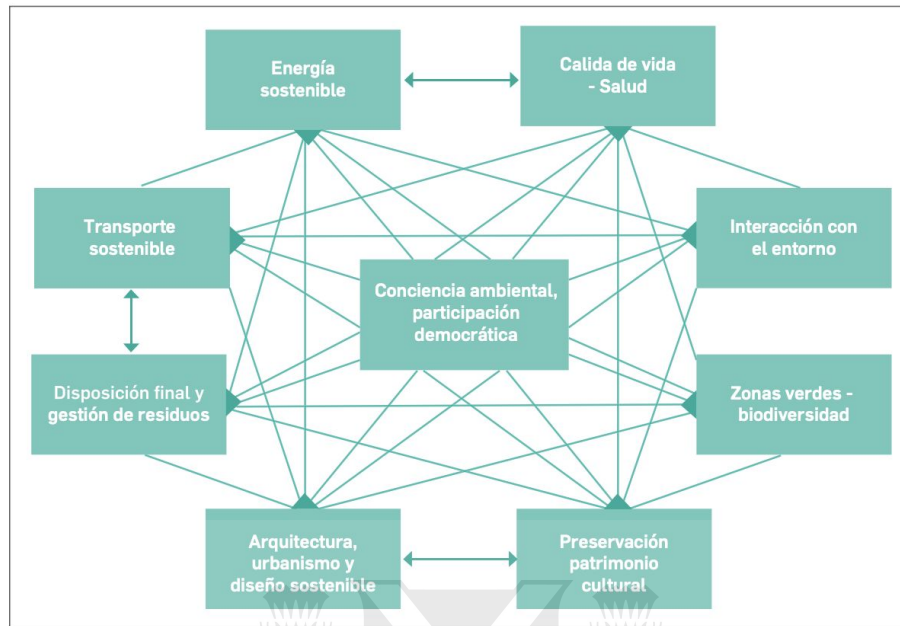 Energía
sostenible
Calida de vida
- Salud
Transporte
sostenible
Interacción con
el entorno
Conciencia ambiental,
participación
democrática
Disposición final y
gestión de residuos
Zonas verdes -
biodiversidad
Arquitectura,
urbanismo y
diseño sostenible
Preservación
patrimonio
cultural